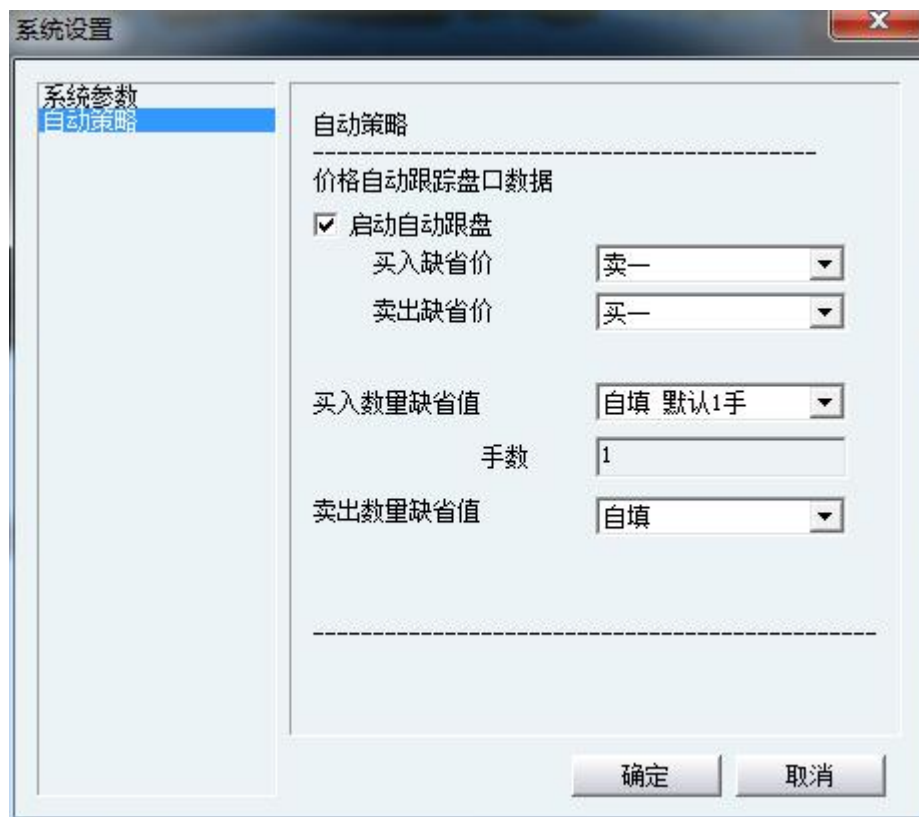 系统设置
系统参数
自动策略
自动策略
价格自动跟踪盘口数据
启动自动跟盘
买入缺省价 卖一
卖出缺省价 买一
买入数量缺省值 自填 默认1手
手数 1
卖出数量缺省值 自填
确定 取消